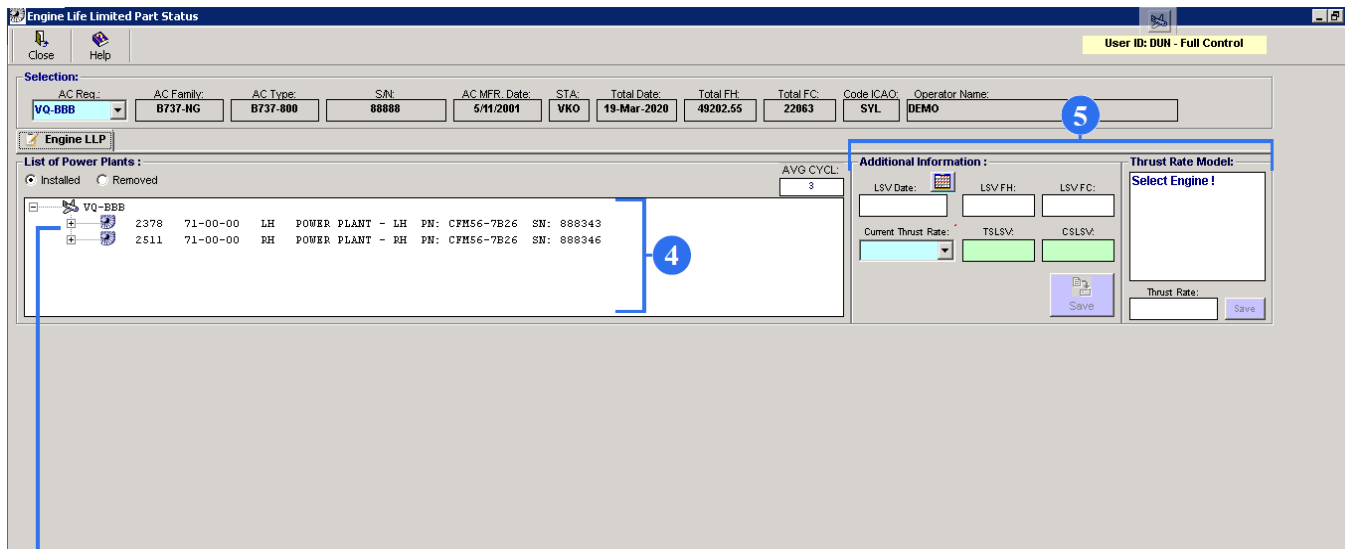 Engine Life Limited Part Status
Close Help
User ID: DUN - Full Control
Selection:
AC Reg.: AC Family: AC Type: S/N: AC MFR. Date: STA: Total Date: Total FH: Total FC: Code ICAO: Operator Name:
VQ-BBB B737-NG B737-800 88888 5/11/2001 VKO 19-Mar-2020 49202.55 22063 SYL DEMO
5
Engine LLP
List of Power Plants :
Installed Removed
AVG CYCL:
3
VQ-BBB
2378 71-00-00 LH POWER PLANT - LH PN: CFM56-7B26 SN: 888343
2511 71-00-00 RH POWER PLANT - RH PN: CFM56-7B26 SN: 888346
4
Additional Information :
LSV Date: LSV FH: LSV FC:
Current Thrust Rate: TSLSV: CSLSV:
Save
Thrust Rate Model:
Select Engine !
Thrust Rate:
Save